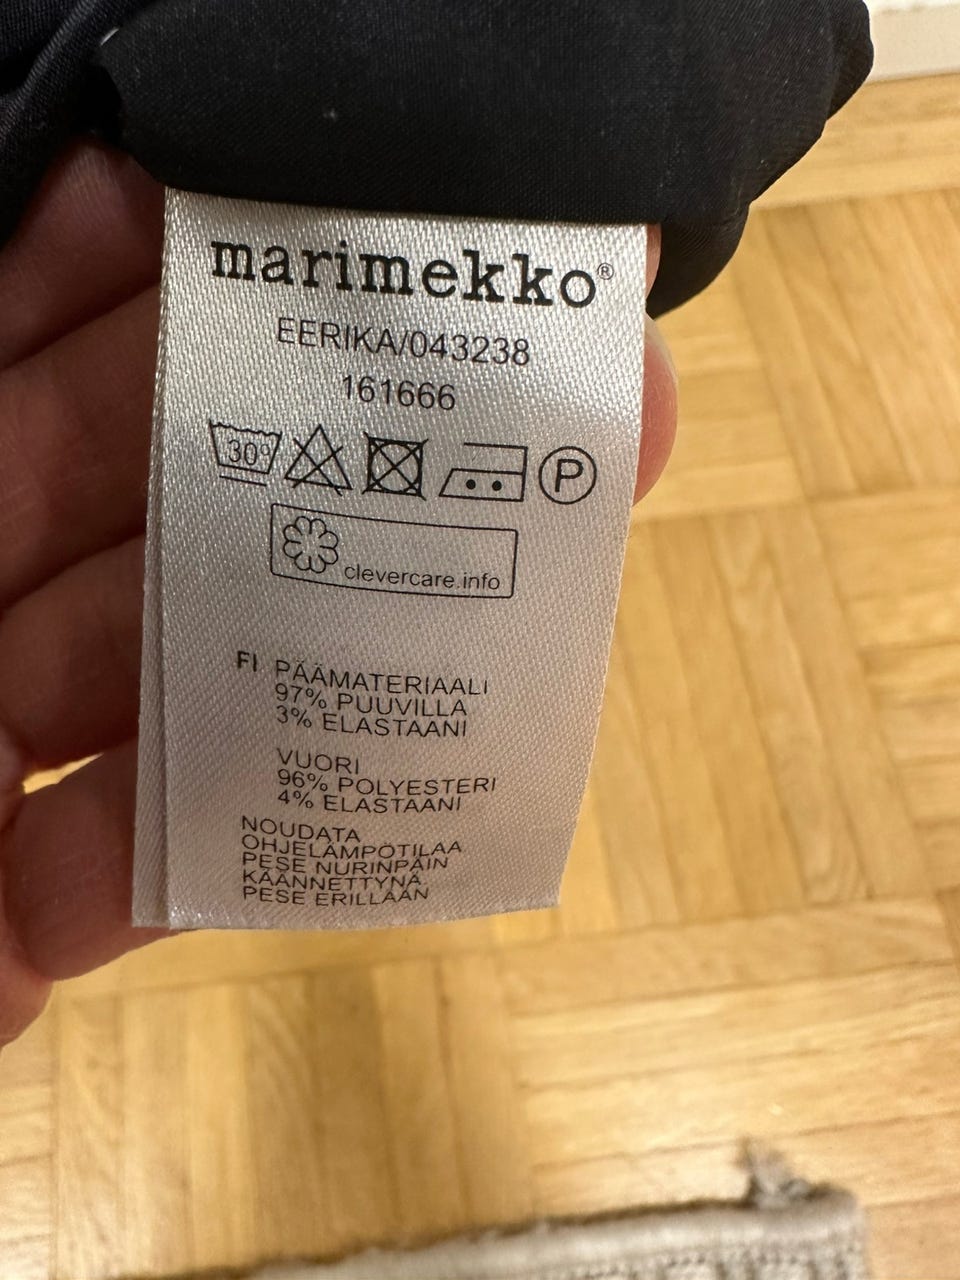 marimekko®
EERIKA/043238
161666
30°
P
clevercare.info
FI PÄÄMATERIAALI
97% PUUVILLA
3% ELASTAANI
VUORI
96% POLYESTERI
4% ELASTAANI
NOUDATA
OHJELÄMPÖTILAA
PESE NURINPÄIN
KÄÄNNETTYNÄ.
PESE ERILLÄÄN